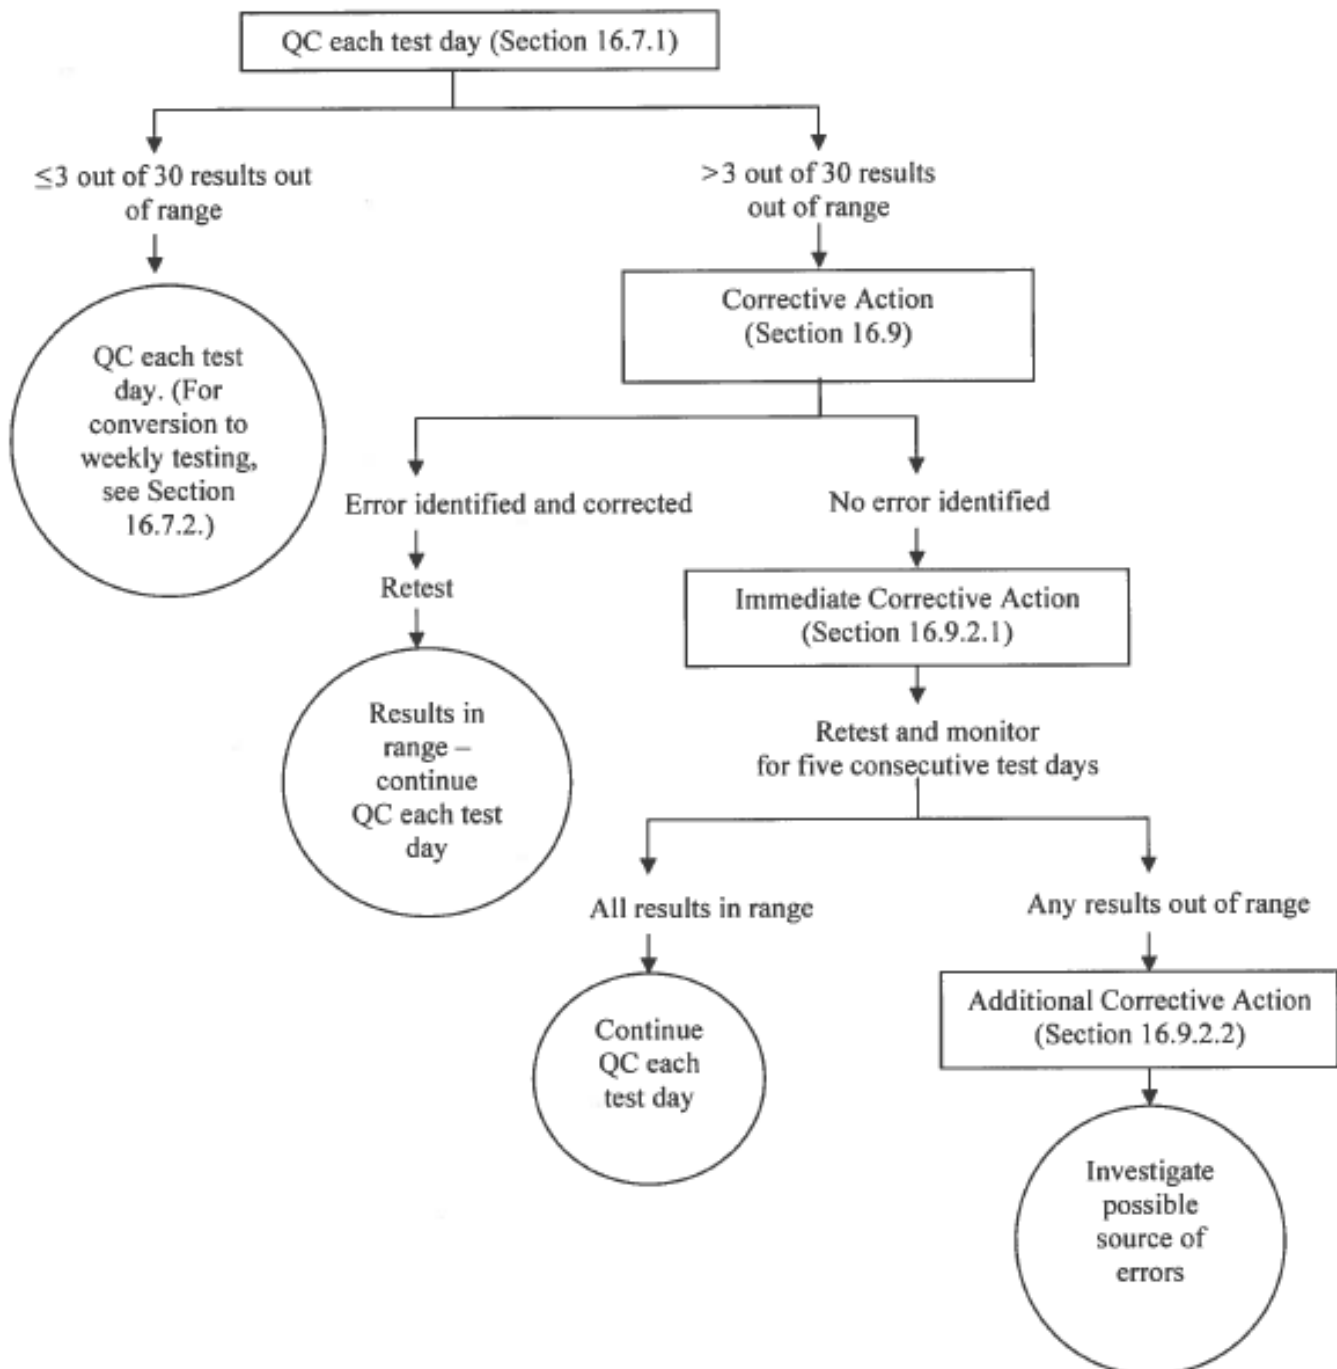 QC each test day (Section 16.7.1)
≤3 out of 30 results out
of range
>3 out of 30 results
out of range
Corrective Action
(Section 16.9)
QC each test
day. (For
conversion to
weekly testing,
see Section
16.7.2.)
Error identified and corrected
No error identified
Retest
Immediate Corrective Action
(Section 16.9.2.1)
Results in
range –
continue
QC each test
day
Retest and monitor
for five consecutive test days
All results in range
Any results out of range
Continue
QC each
test day
Additional Corrective Action
(Section 16.9.2.2)
Investigate
possible
source of
errors